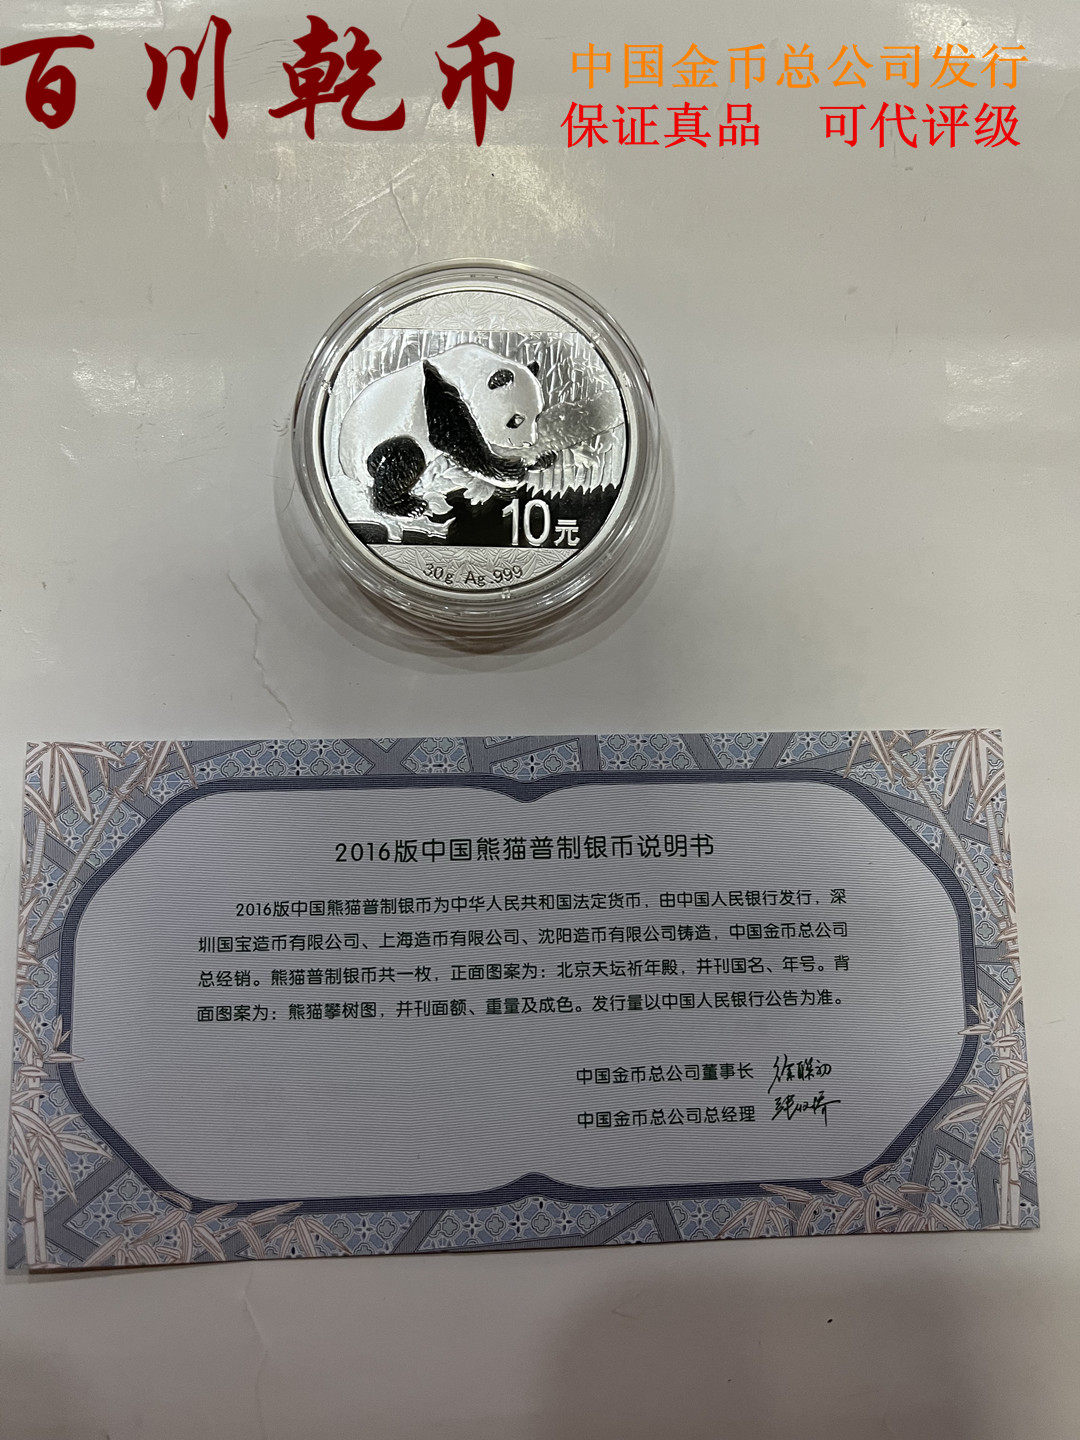 百川乾币
中国金币总公司发行
保证真品 可代评级
10元
30g Ag.999
2016版中国熊猫普制银币说明书
2016版中国熊猫普制银币为中华人民共和国法定货币，由中国人民银行发行，深
圳国宝造币有限公司、上海造币有限公司、沈阳造币有限公司铸造，中国金币总公司
总经销。熊猫普制银币共一枚，正面图案为：北京天坛祈年殿，并刊国名、年号。背
面图案为：熊猫攀树图，并刊面额、重量及成色。发行量以中国人民银行公告为准。
中国金币总公司董事长
中国金币总公司总经理